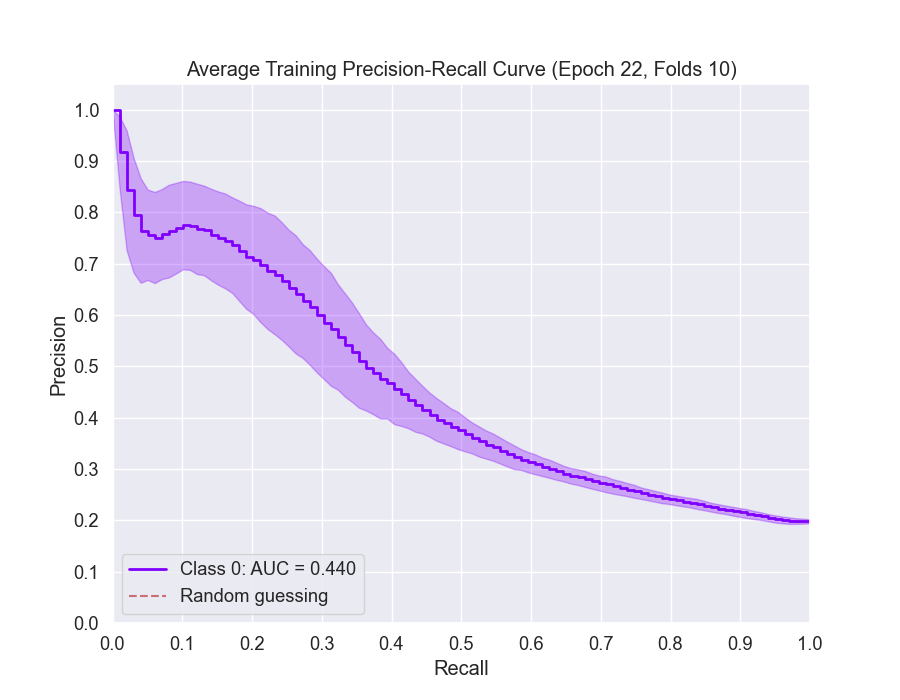 Average Training Precision-Recall Curve (Epoch 22, Folds 10)
1.0
0.9
0.8
0.7
0.6
0.5
0.4
0.3
0.2
0.1
0.0
Precision
Class 0: AUC = 0.440
Random guessing
0.0 0.1 0.2 0.3 0.4 0.5 0.6 0.7 0.8 0.9 1.0
Recall